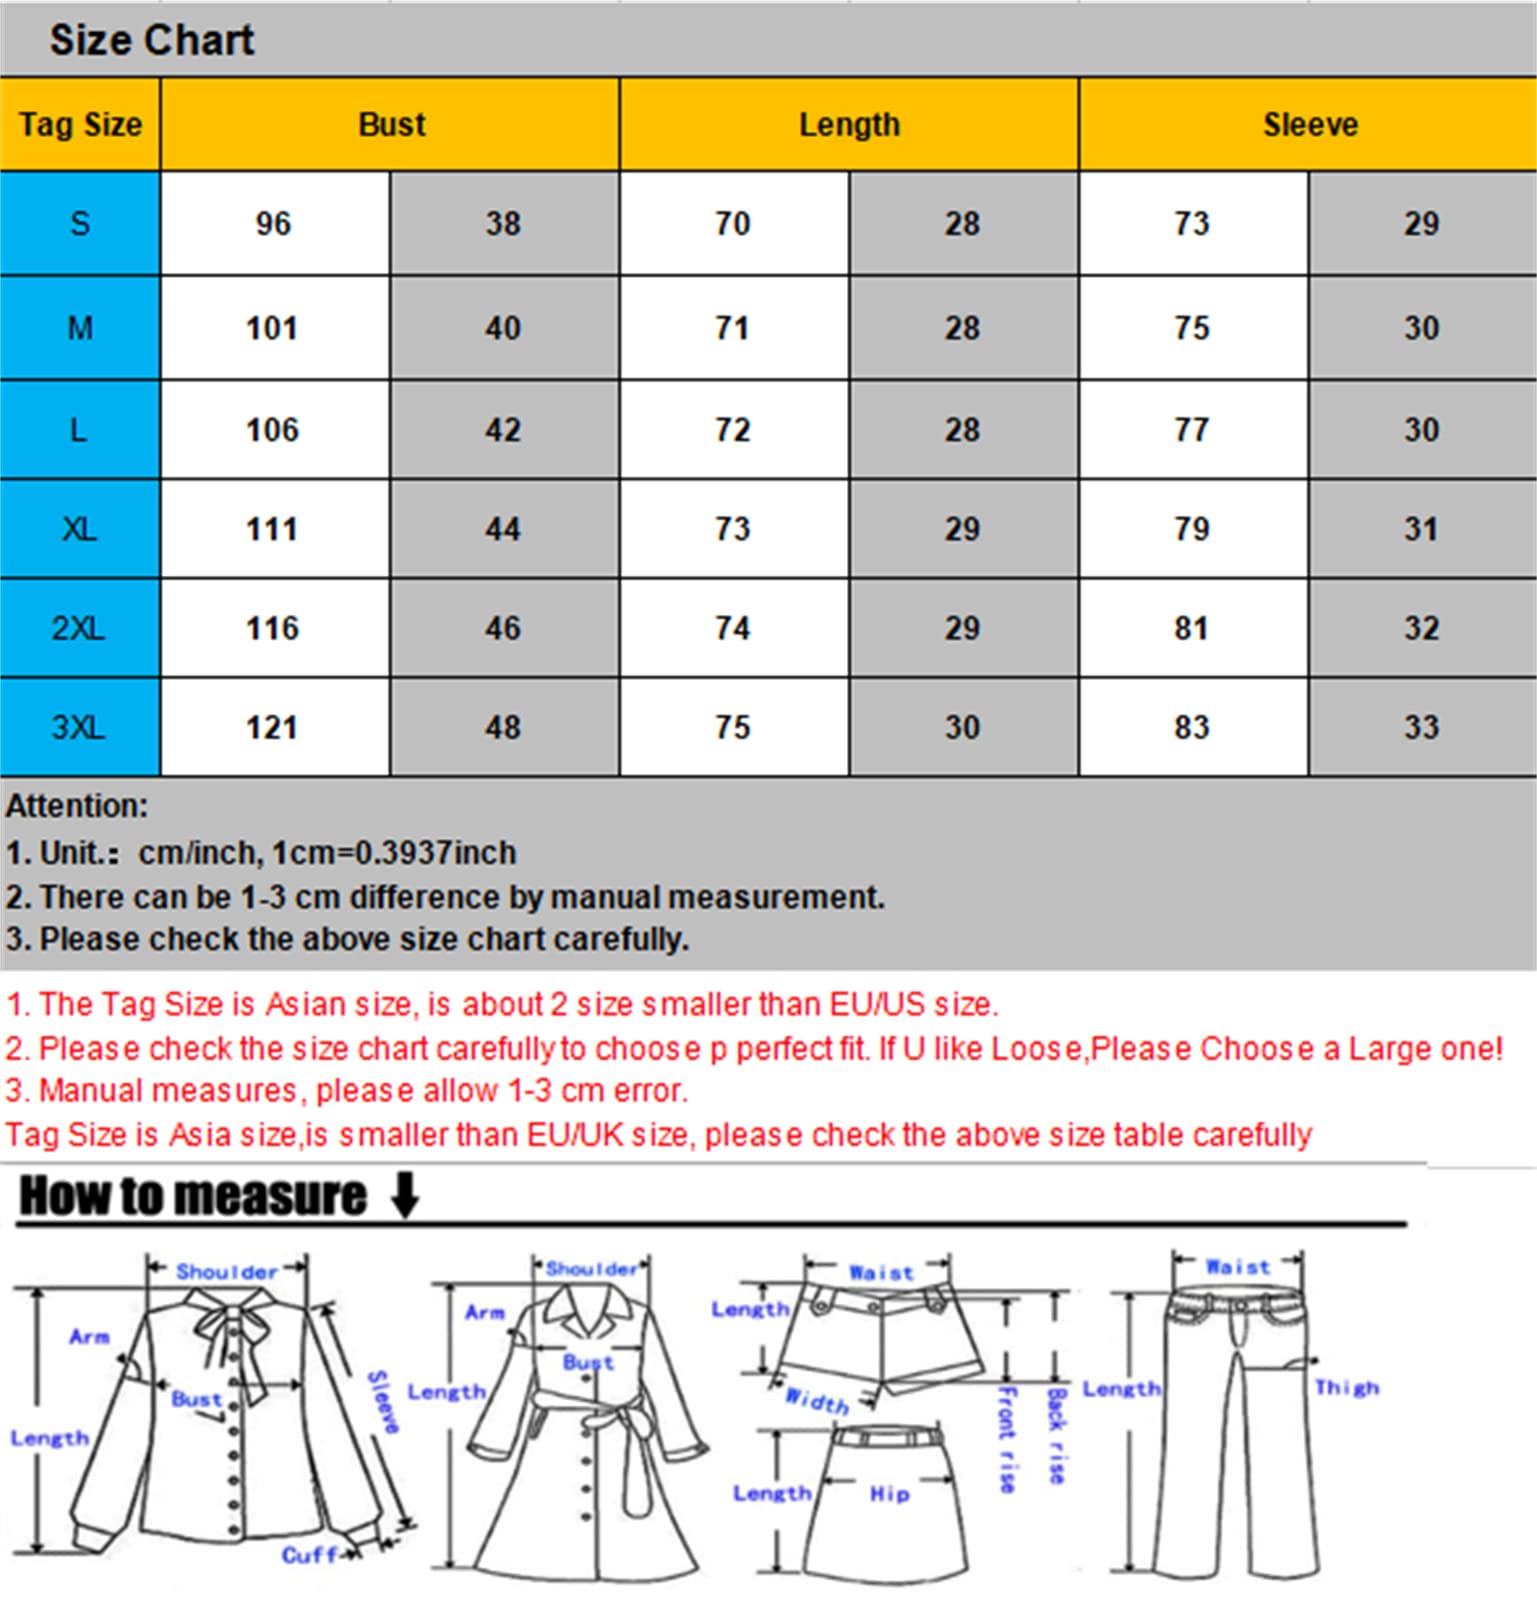 Size Chart
Tag Size Bust Length Sleeve
S 96 38 70 28 73 29
M 101 40 71 28 75 30
L 106 42 72 28 77 30
XL 111 44 73 29 79 31
2XL 116 46 74 29 81 32
3XL 121 48 75 30 83 33
Attention:
1. Unit.: cm/inch, 1cm=0.3937inch
2. There can be 1-3 cm difference by manual measurement.
3. Please check the above size chart carefully.
1. The Tag Size is Asian size, is about 2 size smaller than EU/US size.
2. Please check the size chart carefully to choose p perfect fit. If U like Loose,Please Choose a Large one!
3. Manual measures, please allow 1-3 cm error.
Tag Size is Asia size,is smaller than EU/UK size, please check the above size table carefully
How to measure
Shoulder
Arm
Bust
Sleeve
Length
Cuff
Shoulder
Arm
Bust
Length
Waist
Length
Width
Front rise
Back rise
Length
Hip
Waist
Length
Thigh